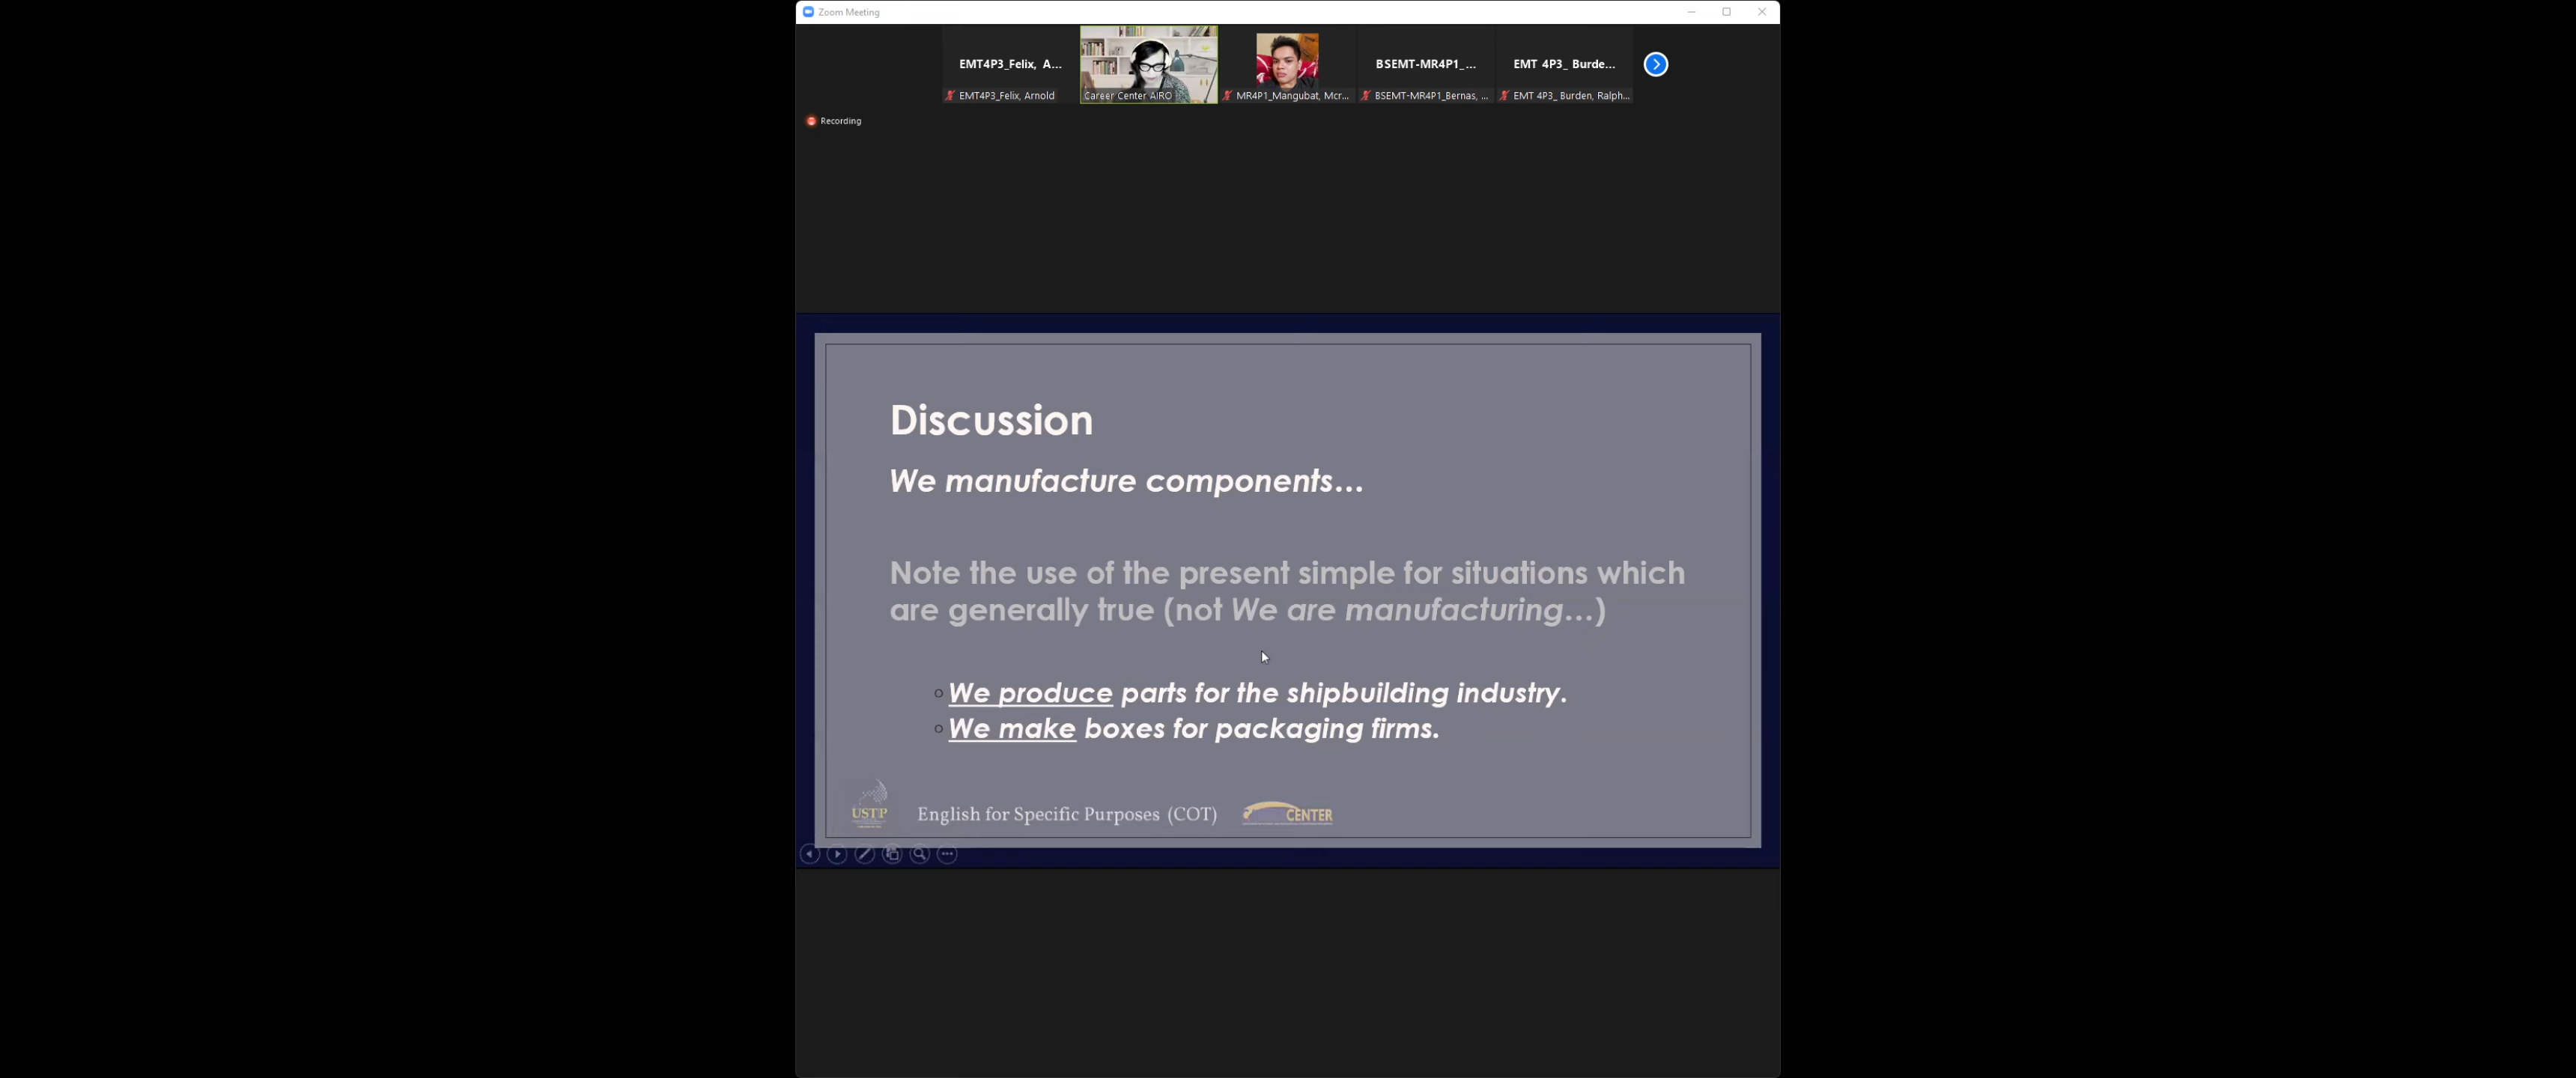 Zoom Meeting
EMT4P3_Felix, A...
BSEMT-MR4P1_...
EMT 4P3_ Burde...
EMT4P3_Felix, Arnold
Career Center AIRO
MR4P1_Mangubat, Mcr...
BSEMT-MR4P1_Bernas, ...
EMT 4P3_ Burden, Ralph...
Recording
Discussion
We manufacture components...
Note the use of the present simple for situations which
are generally true (not We are manufacturing...)
We produce parts for the shipbuilding industry.
We make boxes for packaging firms.
USTP
English for Specific Purposes (COT)
CENTER